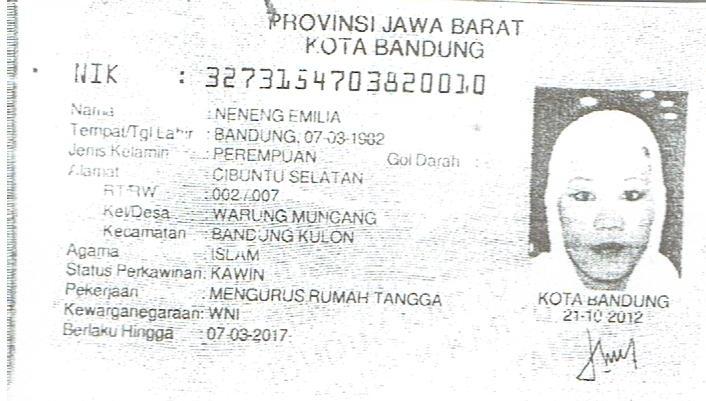 PROVINSI JAWA BARAT
KOTA BANDUNG
NIK : 3273154703820010
Nama : NENENG EMILIA
Tempat/Tgl Lahir : BANDUNG, 07-03-1982
Jenis Kelamin : PEREMPUAN Gol Darah :
Alamat : CIBUNTU SELATAN
RT/RW : 002/007
Kel/Desa : WARUNG MUNCANG
Kecamatan : BANDUNG KULON
Agama : ISLAM
Status Perkawinan: KAWIN
Pekerjaan : MENGURUS RUMAH TANGGA
Kewarganegaraan: WNI
Berlaku Hingga : 07-03-2017
KOTA BANDUNG
21-10-2012